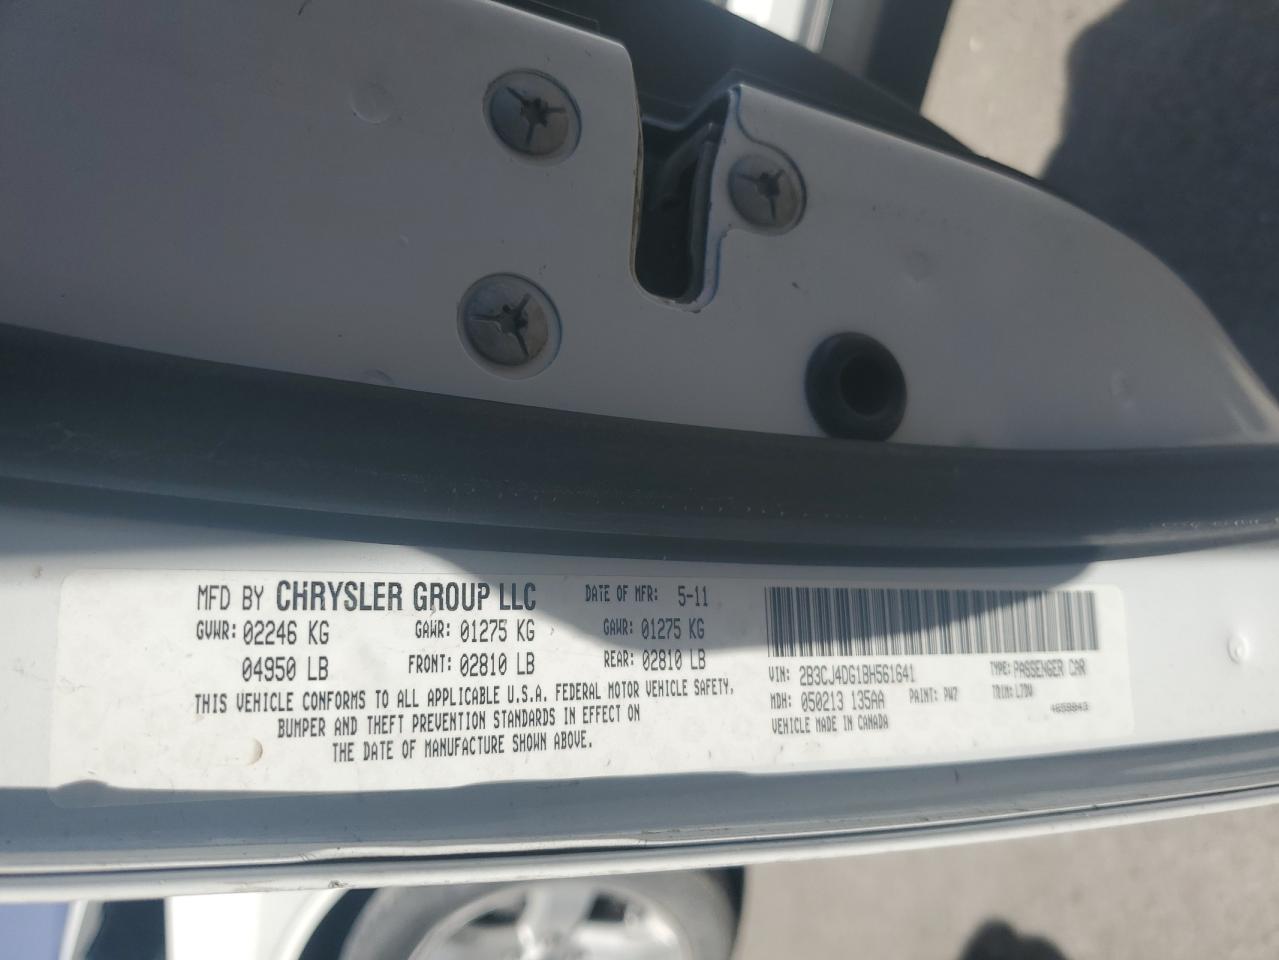 MFD BY CHRYSLER GROUP LLC DATE OF MFR: 5-11
GVWR: 02246 KG GAWR: 01275 KG GAWR: 01275 KG
04950 LB FRONT: 02810 LB REAR: 02810 LB
THIS VEHICLE CONFORMS TO ALL APPLICABLE U.S.A. FEDERAL MOTOR VEHICLE SAFETY,
BUMPER AND THEFT PREVENTION STANDARDS IN EFFECT ON
THE DATE OF MANUFACTURE SHOWN ABOVE.
VIN: 2B3CJ4DG1BH561641 TYPE: PASSENGER CAR
MDH: 050213 135AA PAINT: PW7 TRIM:
VEHICLE MADE IN CANADA